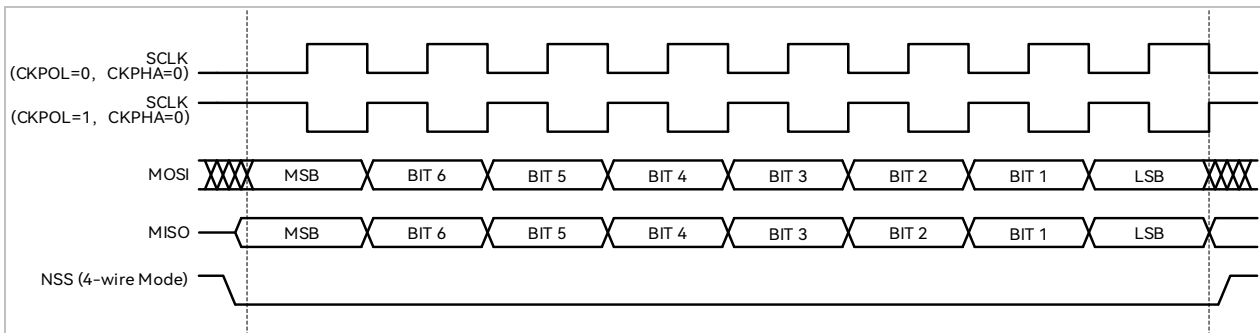 SCLK
(CKPOL=0, CKPHA=0)
SCLK
(CKPOL=1, CKPHA=0)
MOSI MSB BIT 6 BIT 5 BIT 4 BIT 3 BIT 2 BIT 1 LSB
MISO MSB BIT 6 BIT 5 BIT 4 BIT 3 BIT 2 BIT 1 LSB
NSS (4-wire Mode)